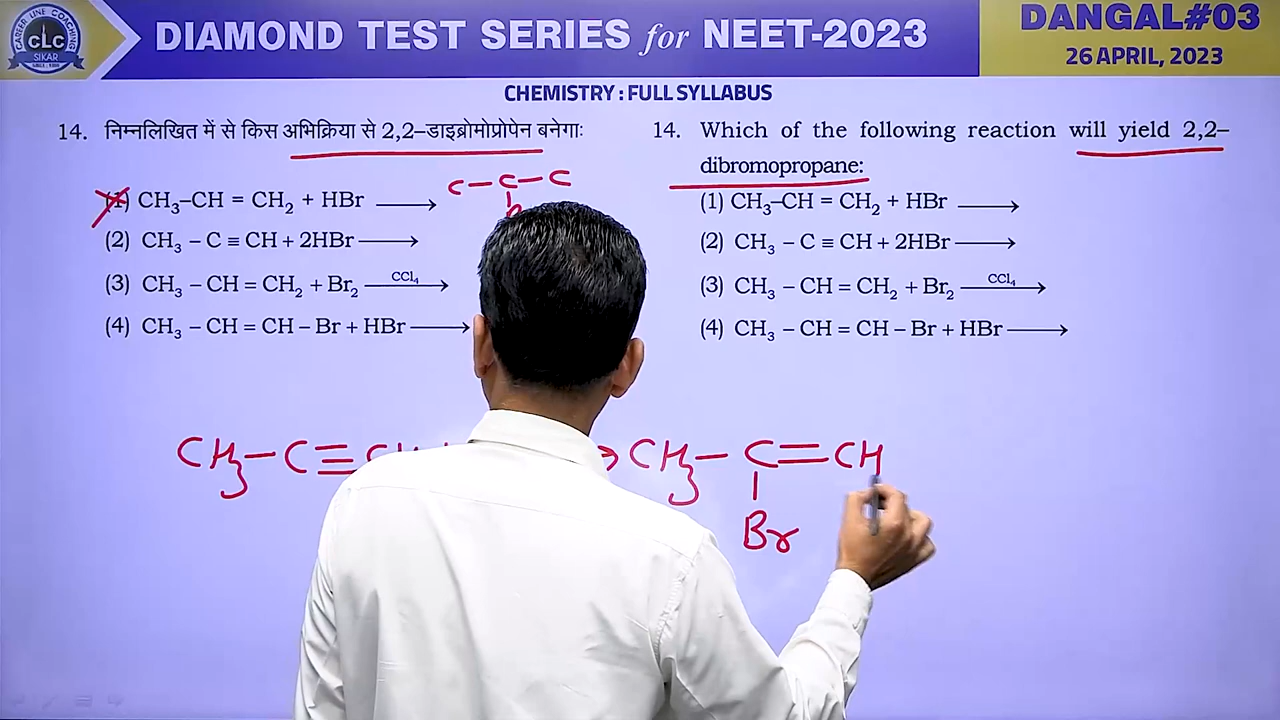 CAREER LINE COACHING
CLC
SIKAR
DIAMOND TEST SERIES for NEET-2023
DANGAL#03
26 APRIL, 2023
CHEMISTRY : FULL SYLLABUS
14. निम्नलिखित में से किस अभिक्रिया से 2,2–डाइब्रोमोप्रोपेन बनेगाः
(1) CH₃–CH = CH₂ + HBr ⟶
C–C–C
(2) CH₃ – C ≡ CH + 2HBr ⟶
(3) CH₃ – CH = CH₂ + Br₂ —CCl₄→
(4) CH₃ – CH = CH – Br + HBr ⟶
14. Which of the following reaction will yield 2,2–
dibromopropane:
(1) CH₃–CH = CH₂ + HBr ⟶
(2) CH₃ – C ≡ CH + 2HBr ⟶
(3) CH₃ – CH = CH₂ + Br₂ —CCl₄→
(4) CH₃ – CH = CH – Br + HBr ⟶
CH₃–C≡ → CH₃–C=CH
Br